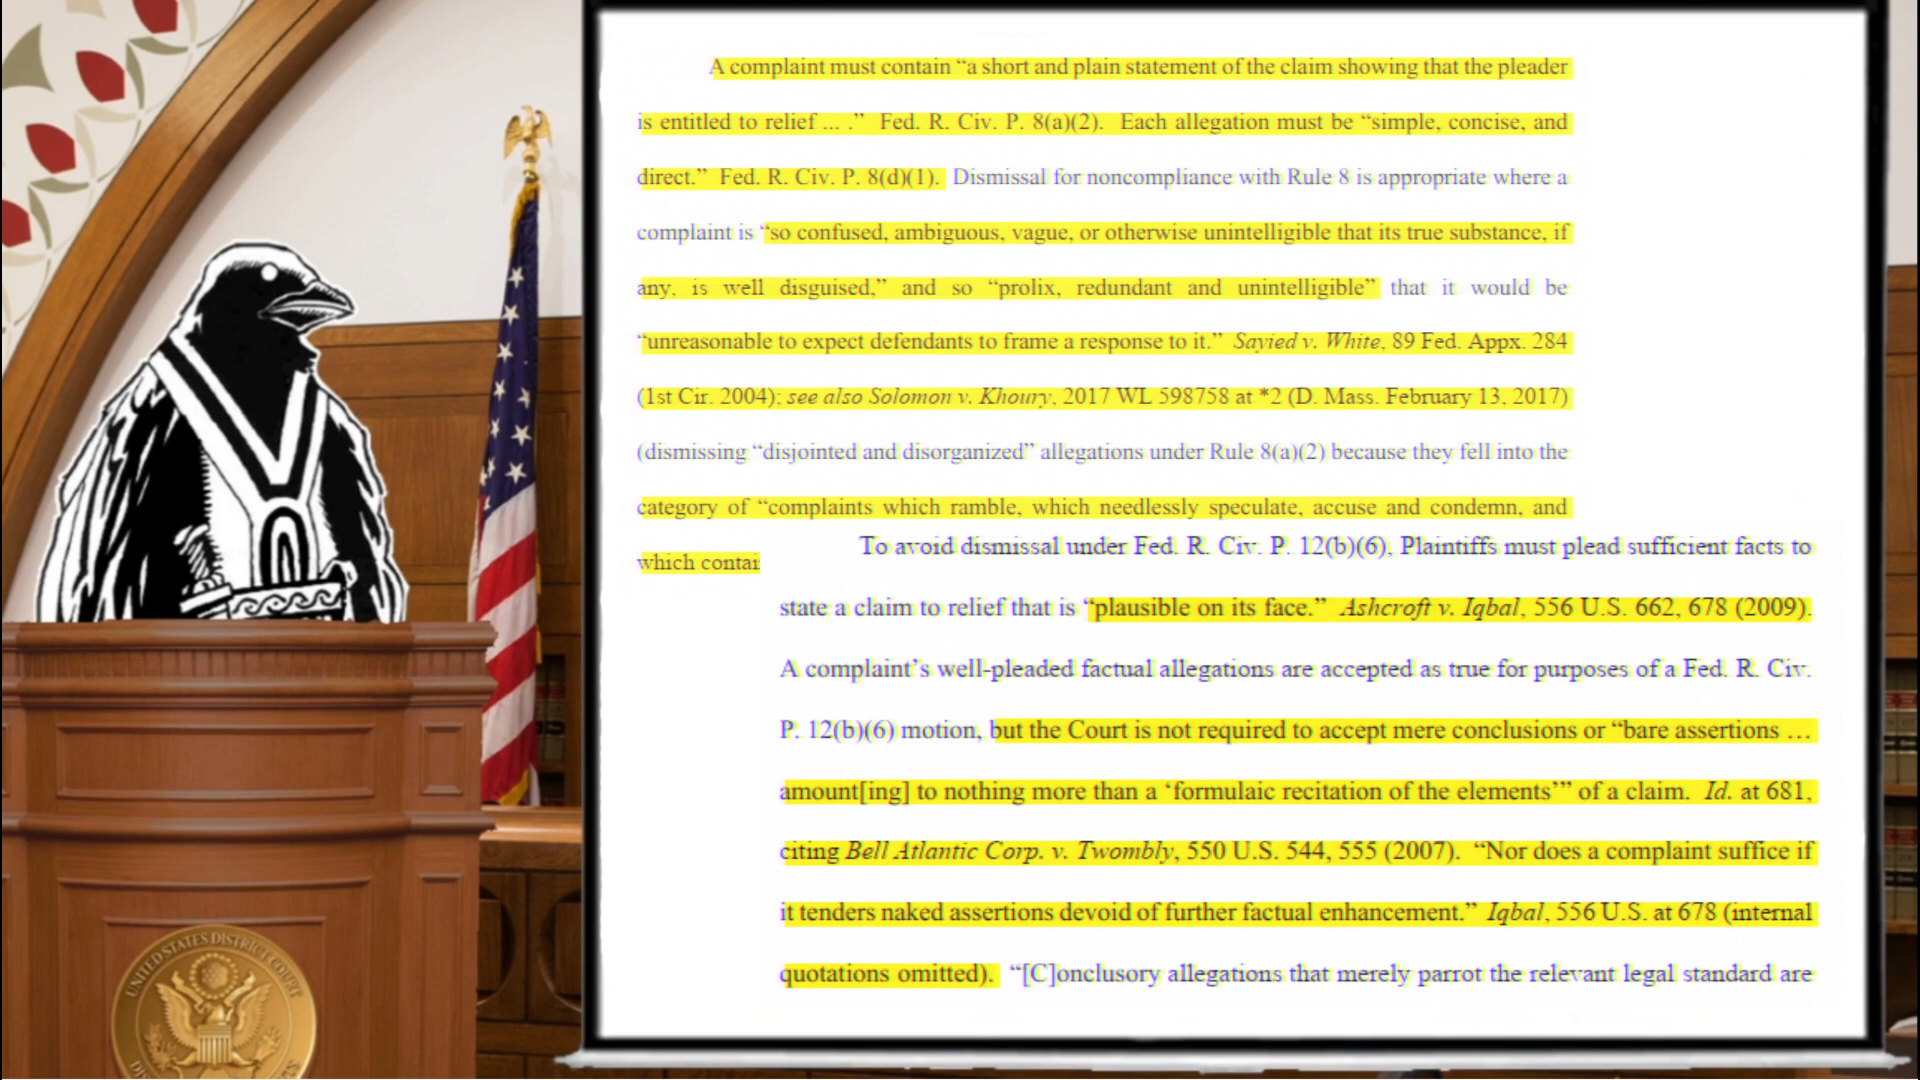 A complaint must contain “a short and plain statement of the claim showing that the pleader
is entitled to relief ... .”  Fed. R. Civ. P. 8(a)(2).  Each allegation must be “simple, concise, and
direct.”  Fed. R. Civ. P. 8(d)(1).  Dismissal for noncompliance with Rule 8 is appropriate where a
complaint is “so confused, ambiguous, vague, or otherwise unintelligible that its true substance, if
any, is well disguised,” and so “prolix, redundant and unintelligible” that it would be
“unreasonable to expect defendants to frame a response to it.”  Sayied v. White, 89 Fed. Appx. 284
(1st Cir. 2004); see also Solomon v. Khoury, 2017 WL 598758 at *2 (D. Mass. February 13, 2017)
(dismissing “disjointed and disorganized” allegations under Rule 8(a)(2) because they fell into the
category of “complaints which ramble, which needlessly speculate, accuse and condemn, and
which contai
To avoid dismissal under Fed. R. Civ. P. 12(b)(6), Plaintiffs must plead sufficient facts to
state a claim to relief that is “plausible on its face.”  Ashcroft v. Iqbal, 556 U.S. 662, 678 (2009).
A complaint’s well-pleaded factual allegations are accepted as true for purposes of a Fed. R. Civ.
P. 12(b)(6) motion, but the Court is not required to accept mere conclusions or “bare assertions …
amount[ing] to nothing more than a ‘formulaic recitation of the elements’” of a claim.  Id. at 681,
citing Bell Atlantic Corp. v. Twombly, 550 U.S. 544, 555 (2007).  “Nor does a complaint suffice if
it tenders naked assertions devoid of further factual enhancement.”  Iqbal, 556 U.S. at 678 (internal
quotations omitted).  “[C]onclusory allegations that merely parrot the relevant legal standard are
UNITED STATES DISTRICT COURT